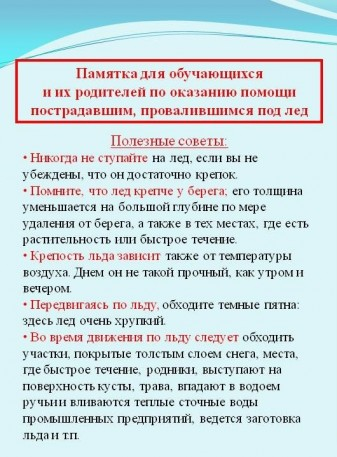 Памятка для обучающихся
и их родителей по оказанию помощи
пострадавшим, провалившимся под лед
Полезные советы:
• Никогда не ступайте на лед, если вы не
убеждены, что он достаточно крепок.
• Помните, что лед крепче у берега; его толщина
уменьшается на большой глубине по мере
удаления от берега, а также в тех местах, где есть
растительность или быстрое течение.
• Крепость льда зависит также от температуры
воздуха. Днем он не такой прочный, как утром и
вечером.
• Передвигаясь по льду, обходите темные пятна:
здесь лед очень хрупкий.
• Во время движения по льду следует обходить
участки, покрытые толстым слоем снега, места,
где быстрое течение, родники, выступают на
поверхность кусты, трава, впадают в водоем
ручьи и вливаются теплые сточные воды
промышленных предприятий, ведется заготовка
льда и т.п.